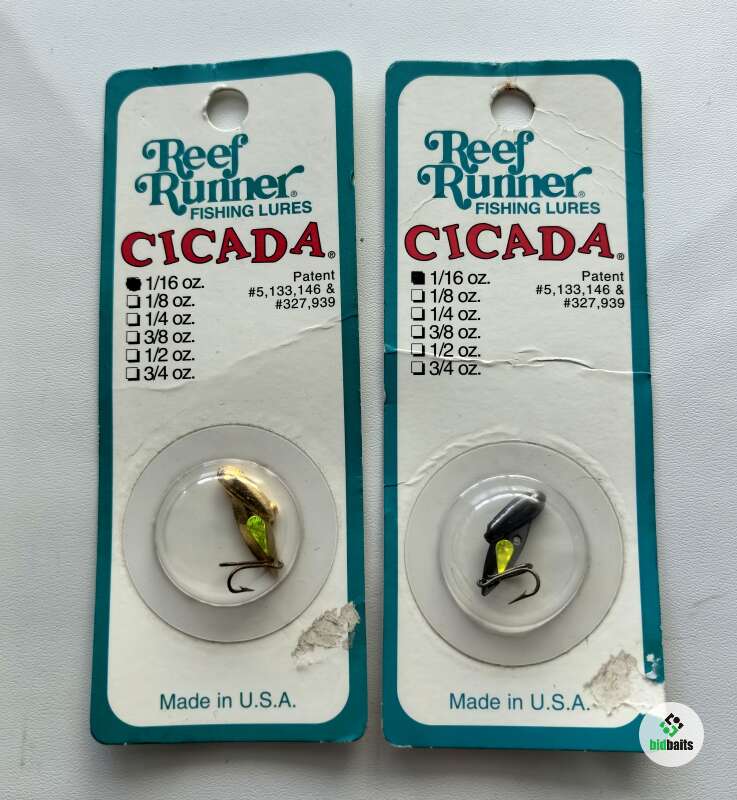 Reef
Runner®
FISHING LURES
CICADA®
1/16 oz.
1/8 oz.
1/4 oz.
3/8 oz.
1/2 oz.
3/4 oz.
Patent
#5,133,146 &
#327,939
Made in U.S.A.
Reef
Runner®
FISHING LURES
CICADA®
1/16 oz.
1/8 oz.
1/4 oz.
3/8 oz.
1/2 oz.
3/4 oz.
Patent
#5,133,146 &
#327,939
Made in U.S.A.
bidbaits